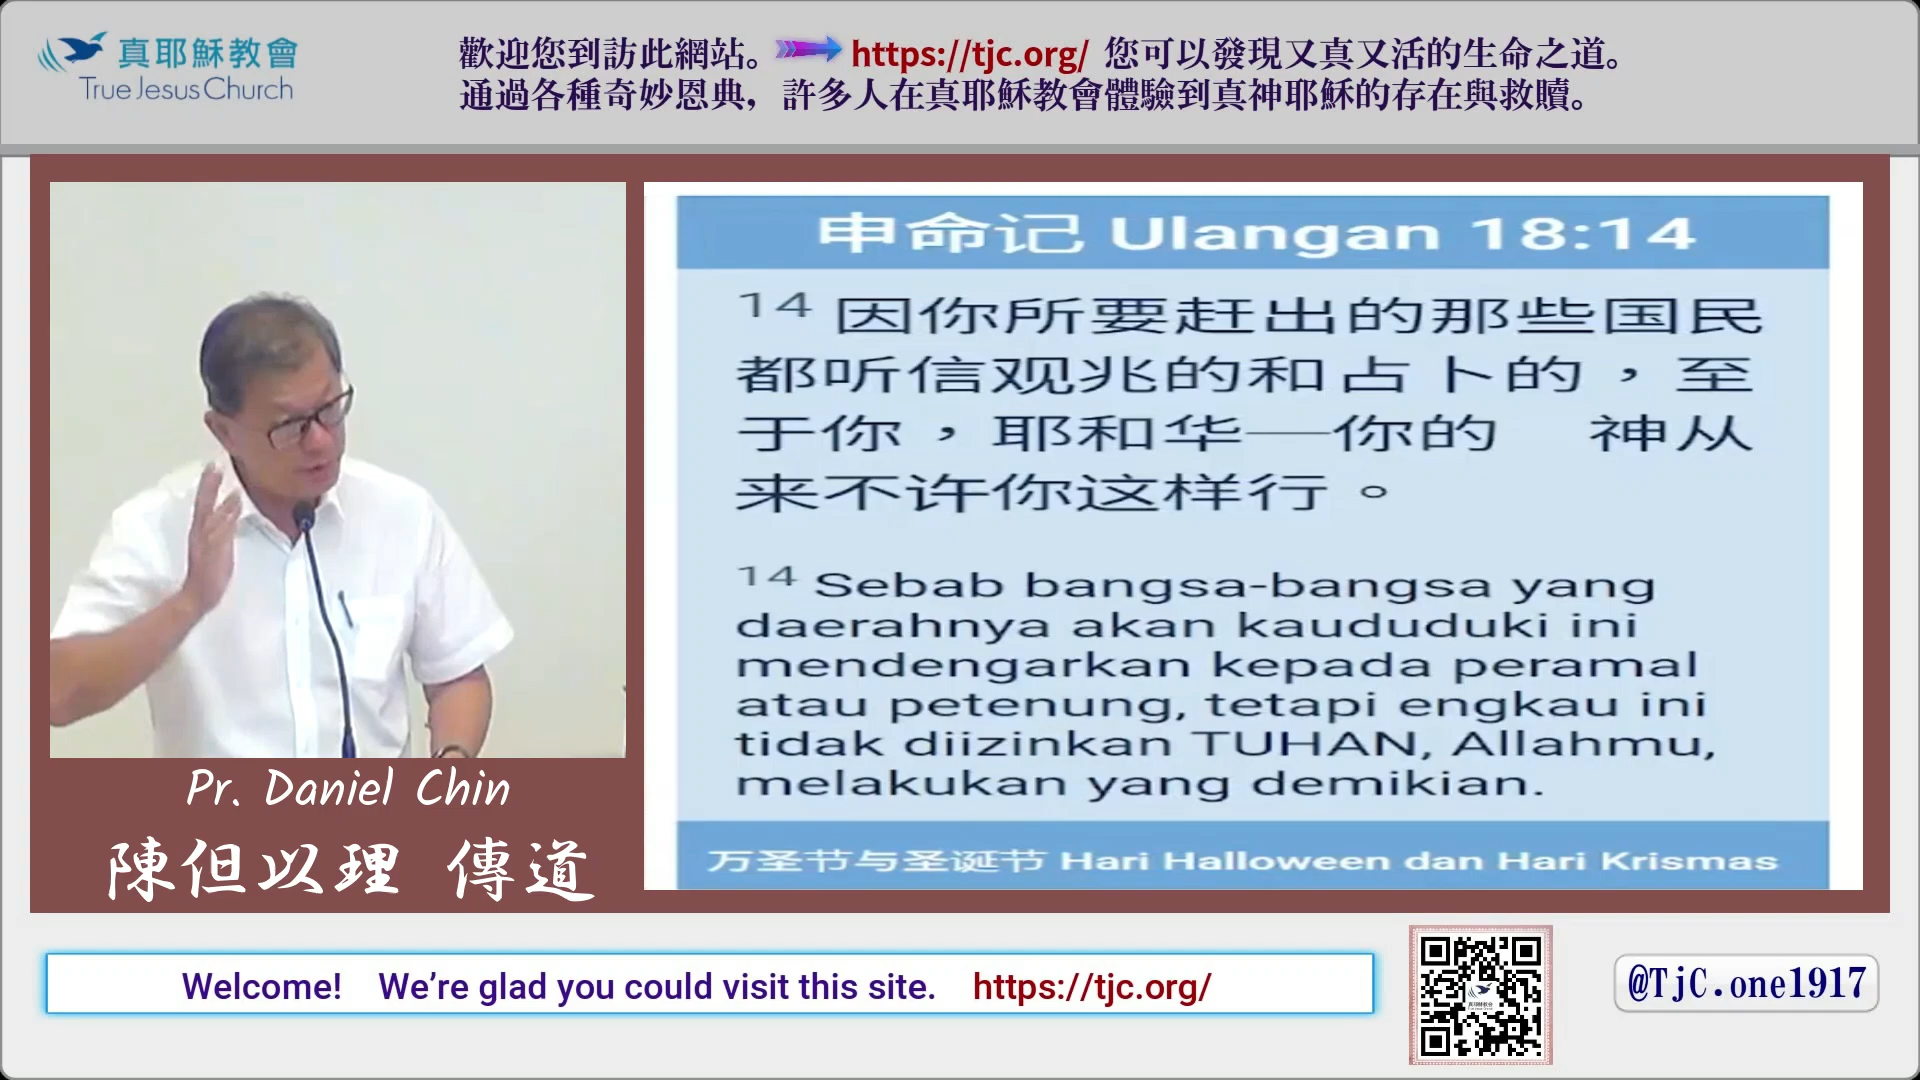 真耶穌教會
True Jesus Church
歡迎您到訪此網站。 https://tjc.org/ 您可以發現又真又活的生命之道。
通過各種奇妙恩典，許多人在真耶穌教會體驗到真神耶穌的存在與救贖。
申命记 Ulangan 18:14
14 因你所要赶出的那些国民
都听信观兆的和占卜的，至
于你，耶和华—你的 神从
来不许你这样行。
14 Sebab bangsa-bangsa yang
daerahnya akan kaududuki ini
mendengarkan kepada peramal
atau petenung, tetapi engkau ini
tidak diizinkan TUHAN, Allahmu,
melakukan yang demikian.
万圣节与圣诞节 Hari Halloween dan Hari Krismas
Pr. Daniel Chin
陳但以理 傳道
Welcome! We’re glad you could visit this site. https://tjc.org/
@TjC.one1917